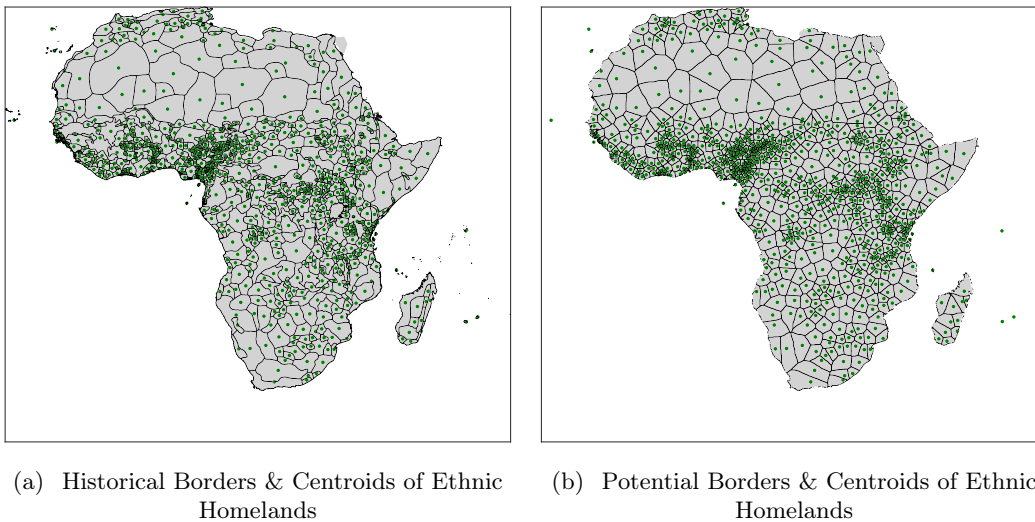 (a) Historical Borders & Centroids of Ethnic
Homelands
(b) Potential Borders & Centroids of Ethnic
Homelands